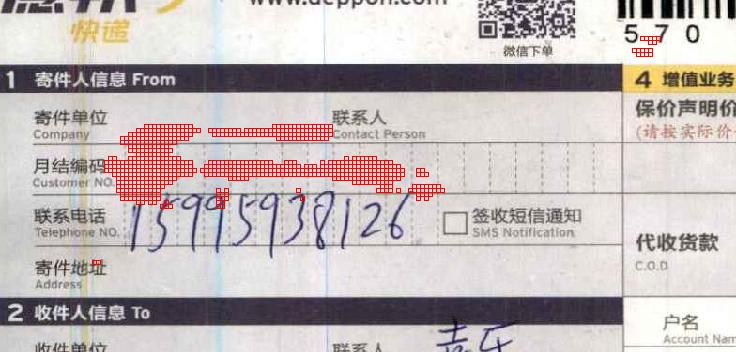 快递
www.deppon.com
微信下单
5 7 0
1 寄件人信息 From
4 增值业务
寄件单位 联系人
Company Contact Person
保价声明价
(请按实际价
月结编码
Customer NO.
联系电话 15995938126 签收短信通知
Telephone NO. SMS Notification
代收货款
C.O.D
寄件地址
Address
2 收件人信息 To
户名
Account Nam
收件单位 联系人